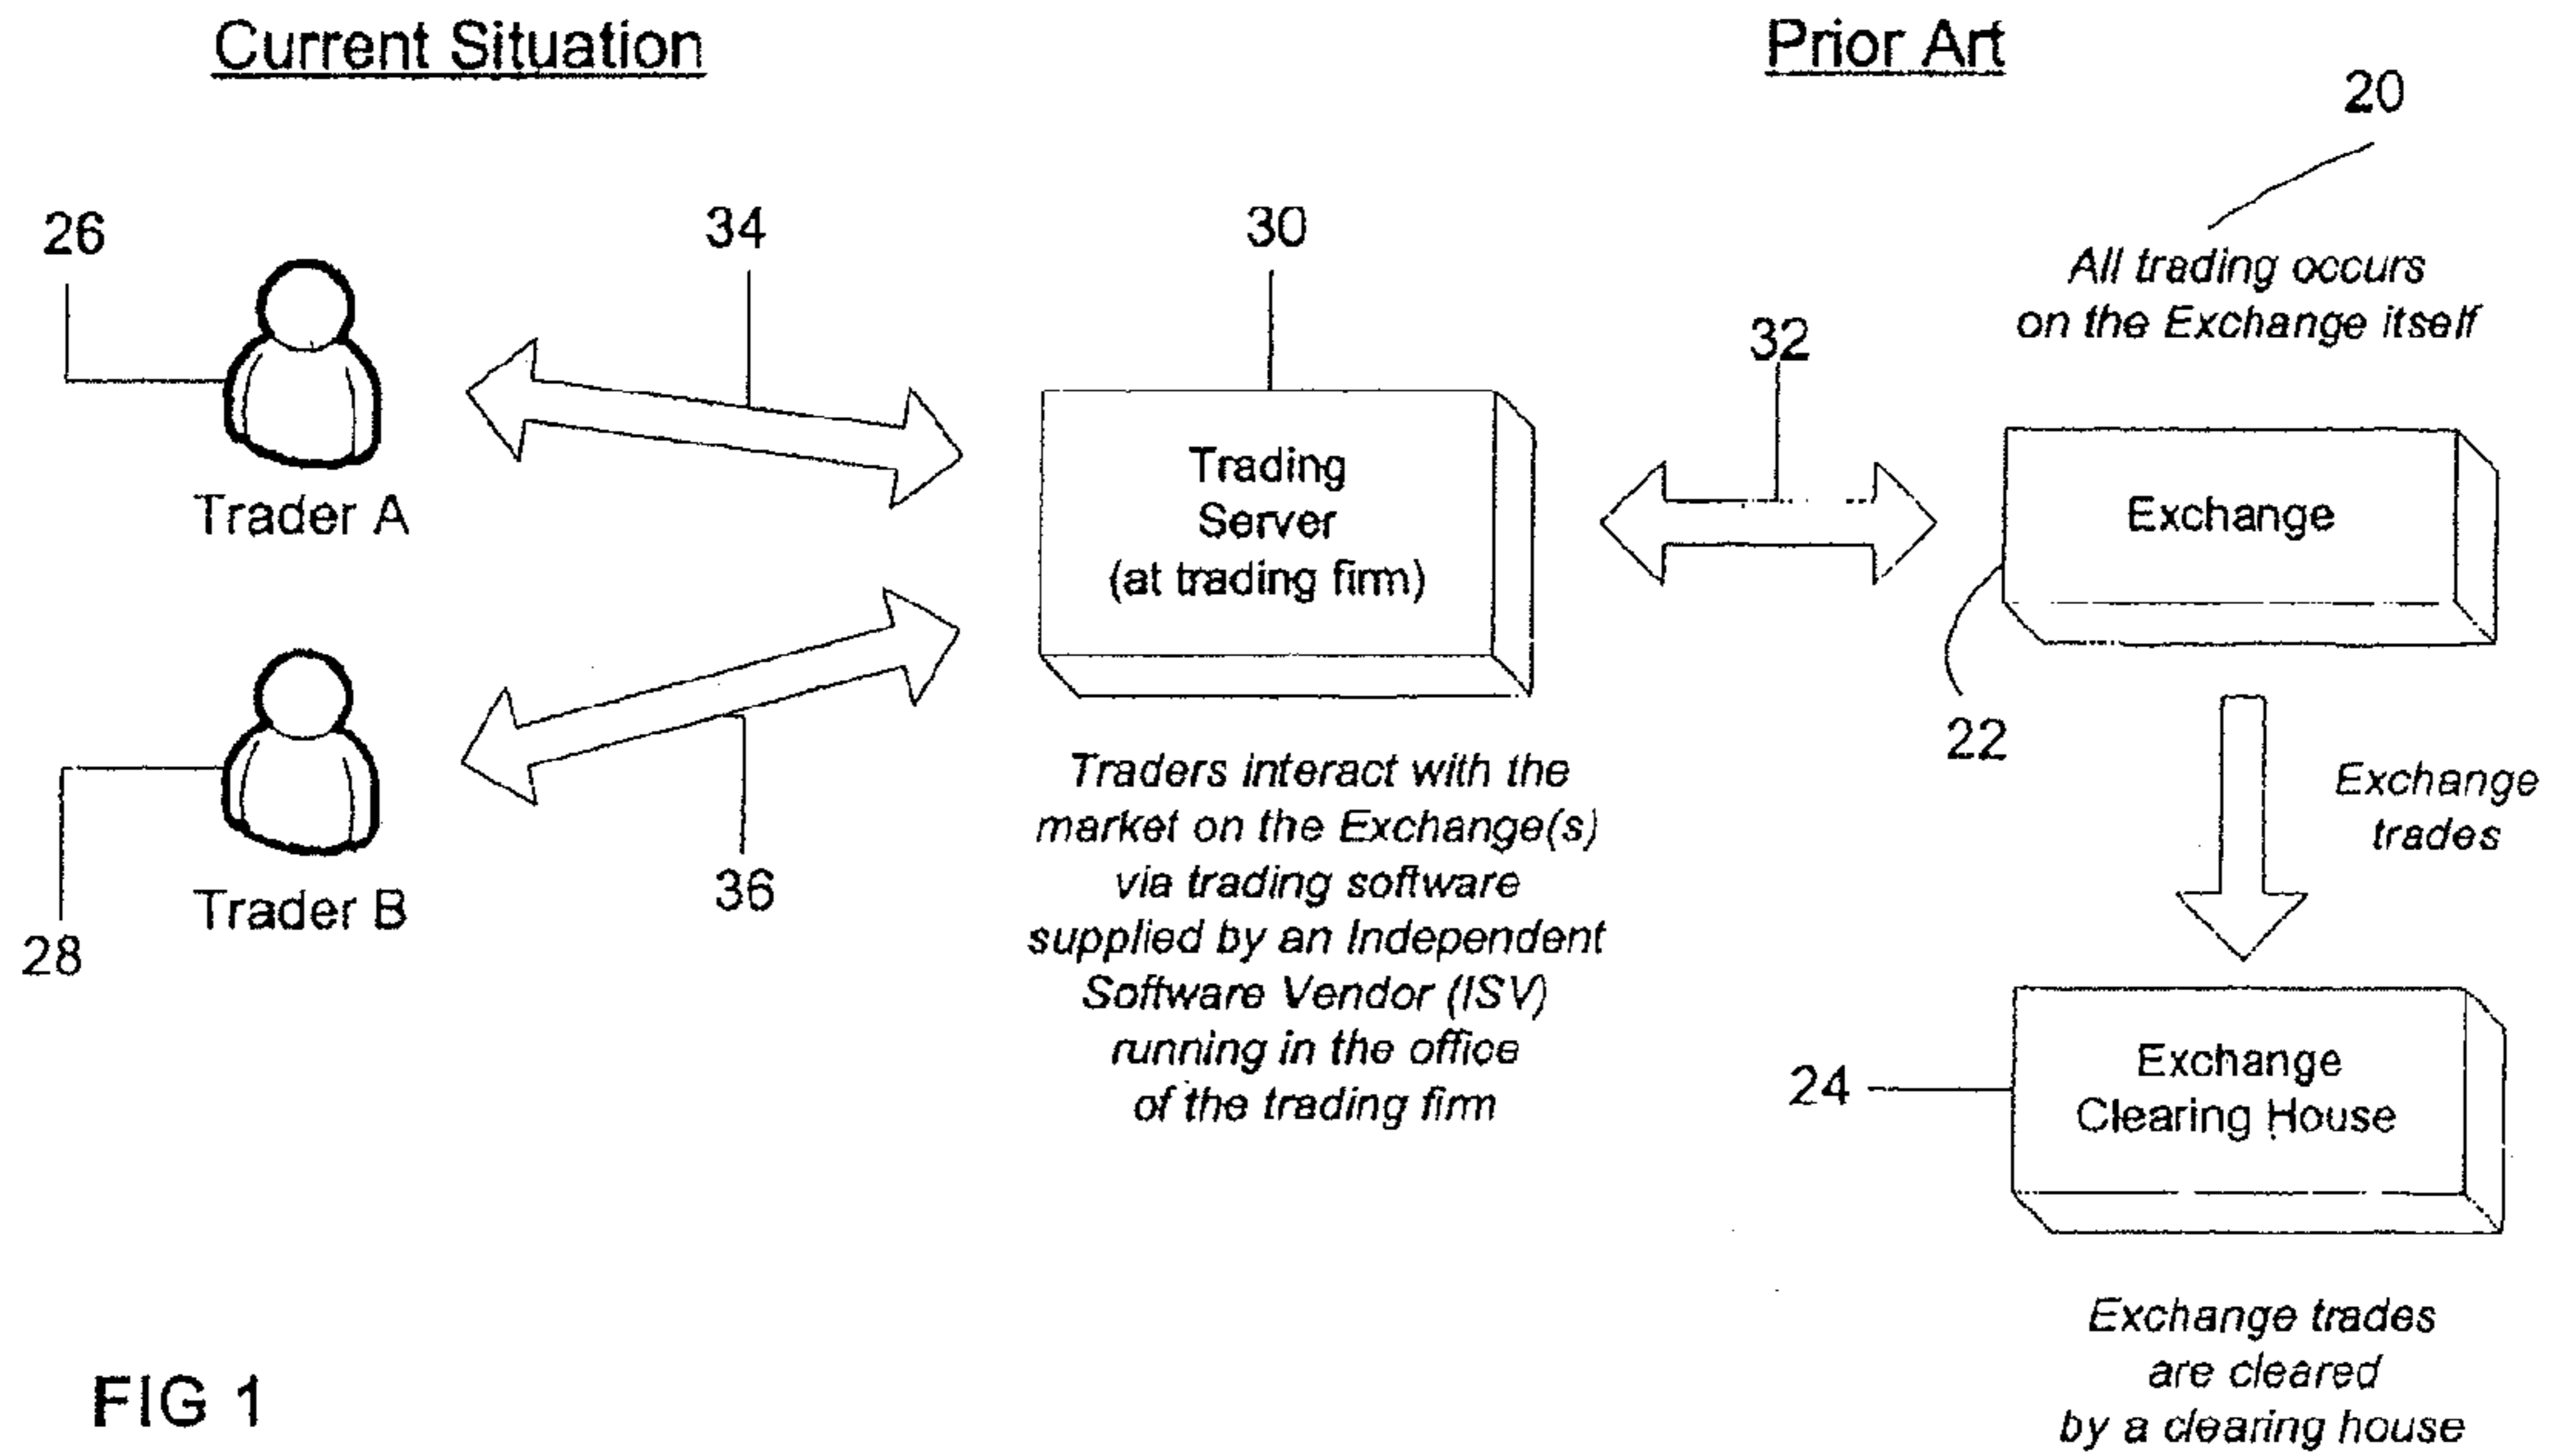 Current Situation
Prior Art
20
26
34
30
All trading occurs
on the Exchange itself
32
Trader A
Trading
Server
(at trading firm)
Exchange
22
Trader B
28
36
Traders interact with the
market on the Exchange(s)
via trading software
supplied by an Independent
Software Vendor (ISV)
running in the office
of the trading firm
Exchange
trades
24
Exchange
Clearing House
Exchange trades
are cleared
by a clearing house
FIG 1